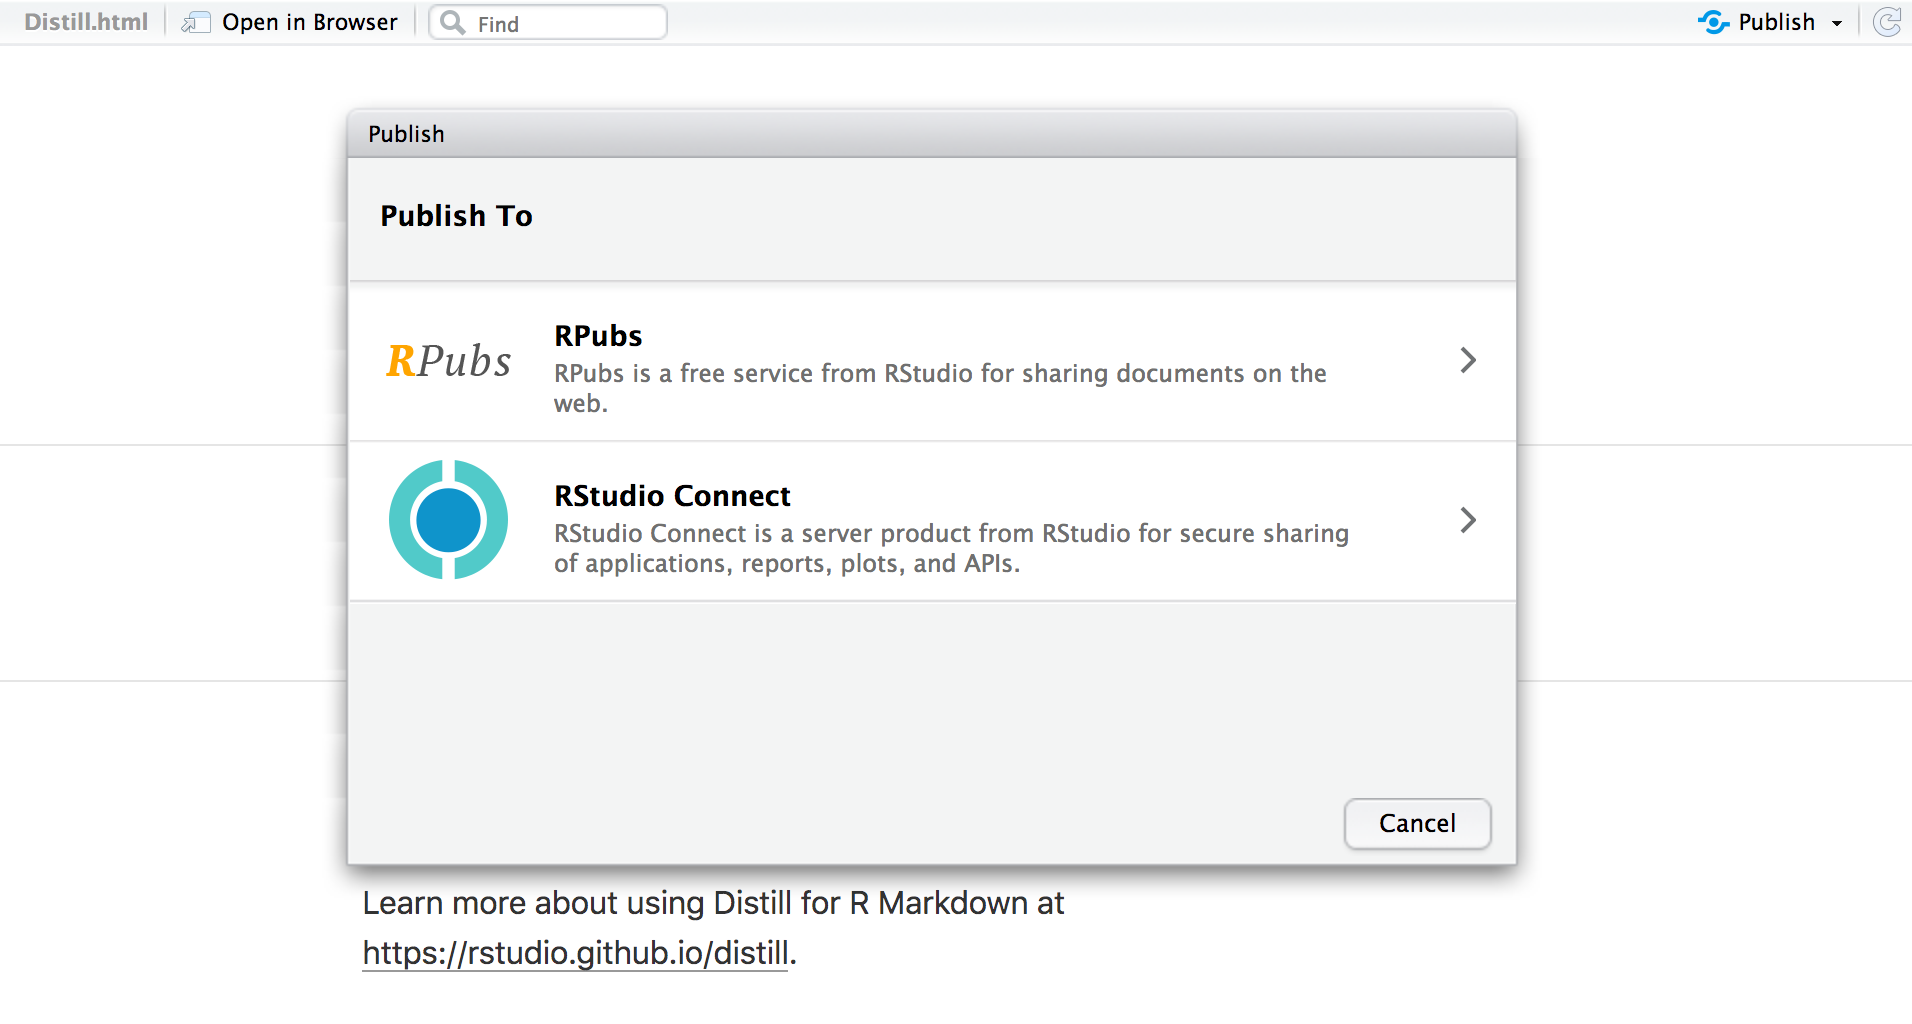 Distill.html Open in Browser Find Publish
Publish
Publish To
RPubs
RPubs
RPubs is a free service from RStudio for sharing documents on the
web.
RStudio Connect
RStudio Connect is a server product from RStudio for secure sharing
of applications, reports, plots, and APIs.
Cancel
Learn more about using Distill for R Markdown at
https://rstudio.github.io/distill.